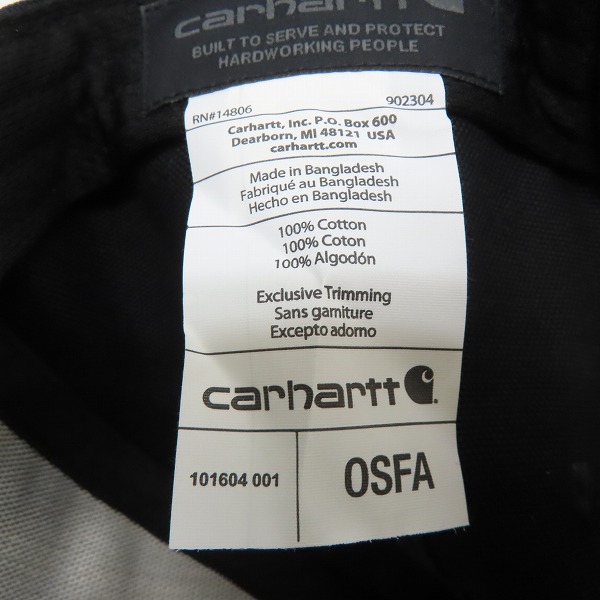 carhartt
BUILT TO SERVE AND PROTECT
HARDWORKING PEOPLE
RN#14806 902304
Carhartt, Inc. P.O. Box 600
Dearborn, MI 48121 USA
carhartt.com
Made in Bangladesh
Fabriqué au Bangladesh
Hecho en Bangladesh
100% Cotton
100% Coton
100% Algodón
Exclusive Trimming
Sans garniture
Excepto adorno
carhartt
101604 001 OSFA